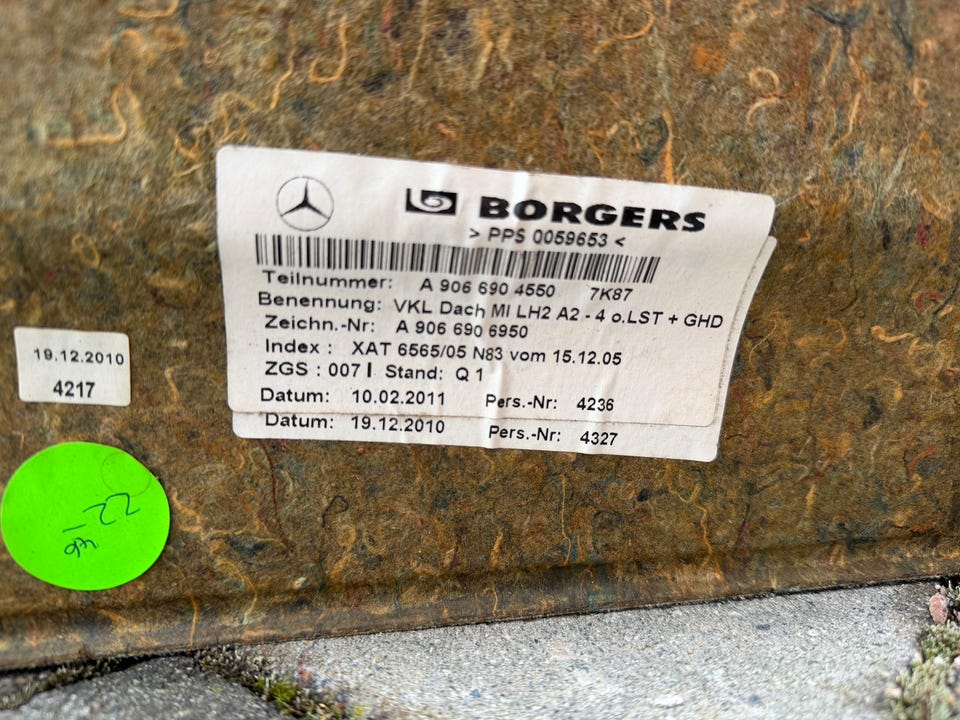 BORGERS
> PPS 0059653 <
Teilnummer: A 906 690 4550 7K87
Benennung: VKL Dach MI LH2 A2 - 4 o.LST + GHD
Zeichn.-Nr: A 906 690 6950
Index : XAT 6565/05 N83 vom 15.12.05
ZGS : 007 Stand: Q 1
Datum: 10.02.2011 Pers.-Nr: 4236
Datum: 19.12.2010 Pers.-Nr: 4327
19.12.2010
4217
22